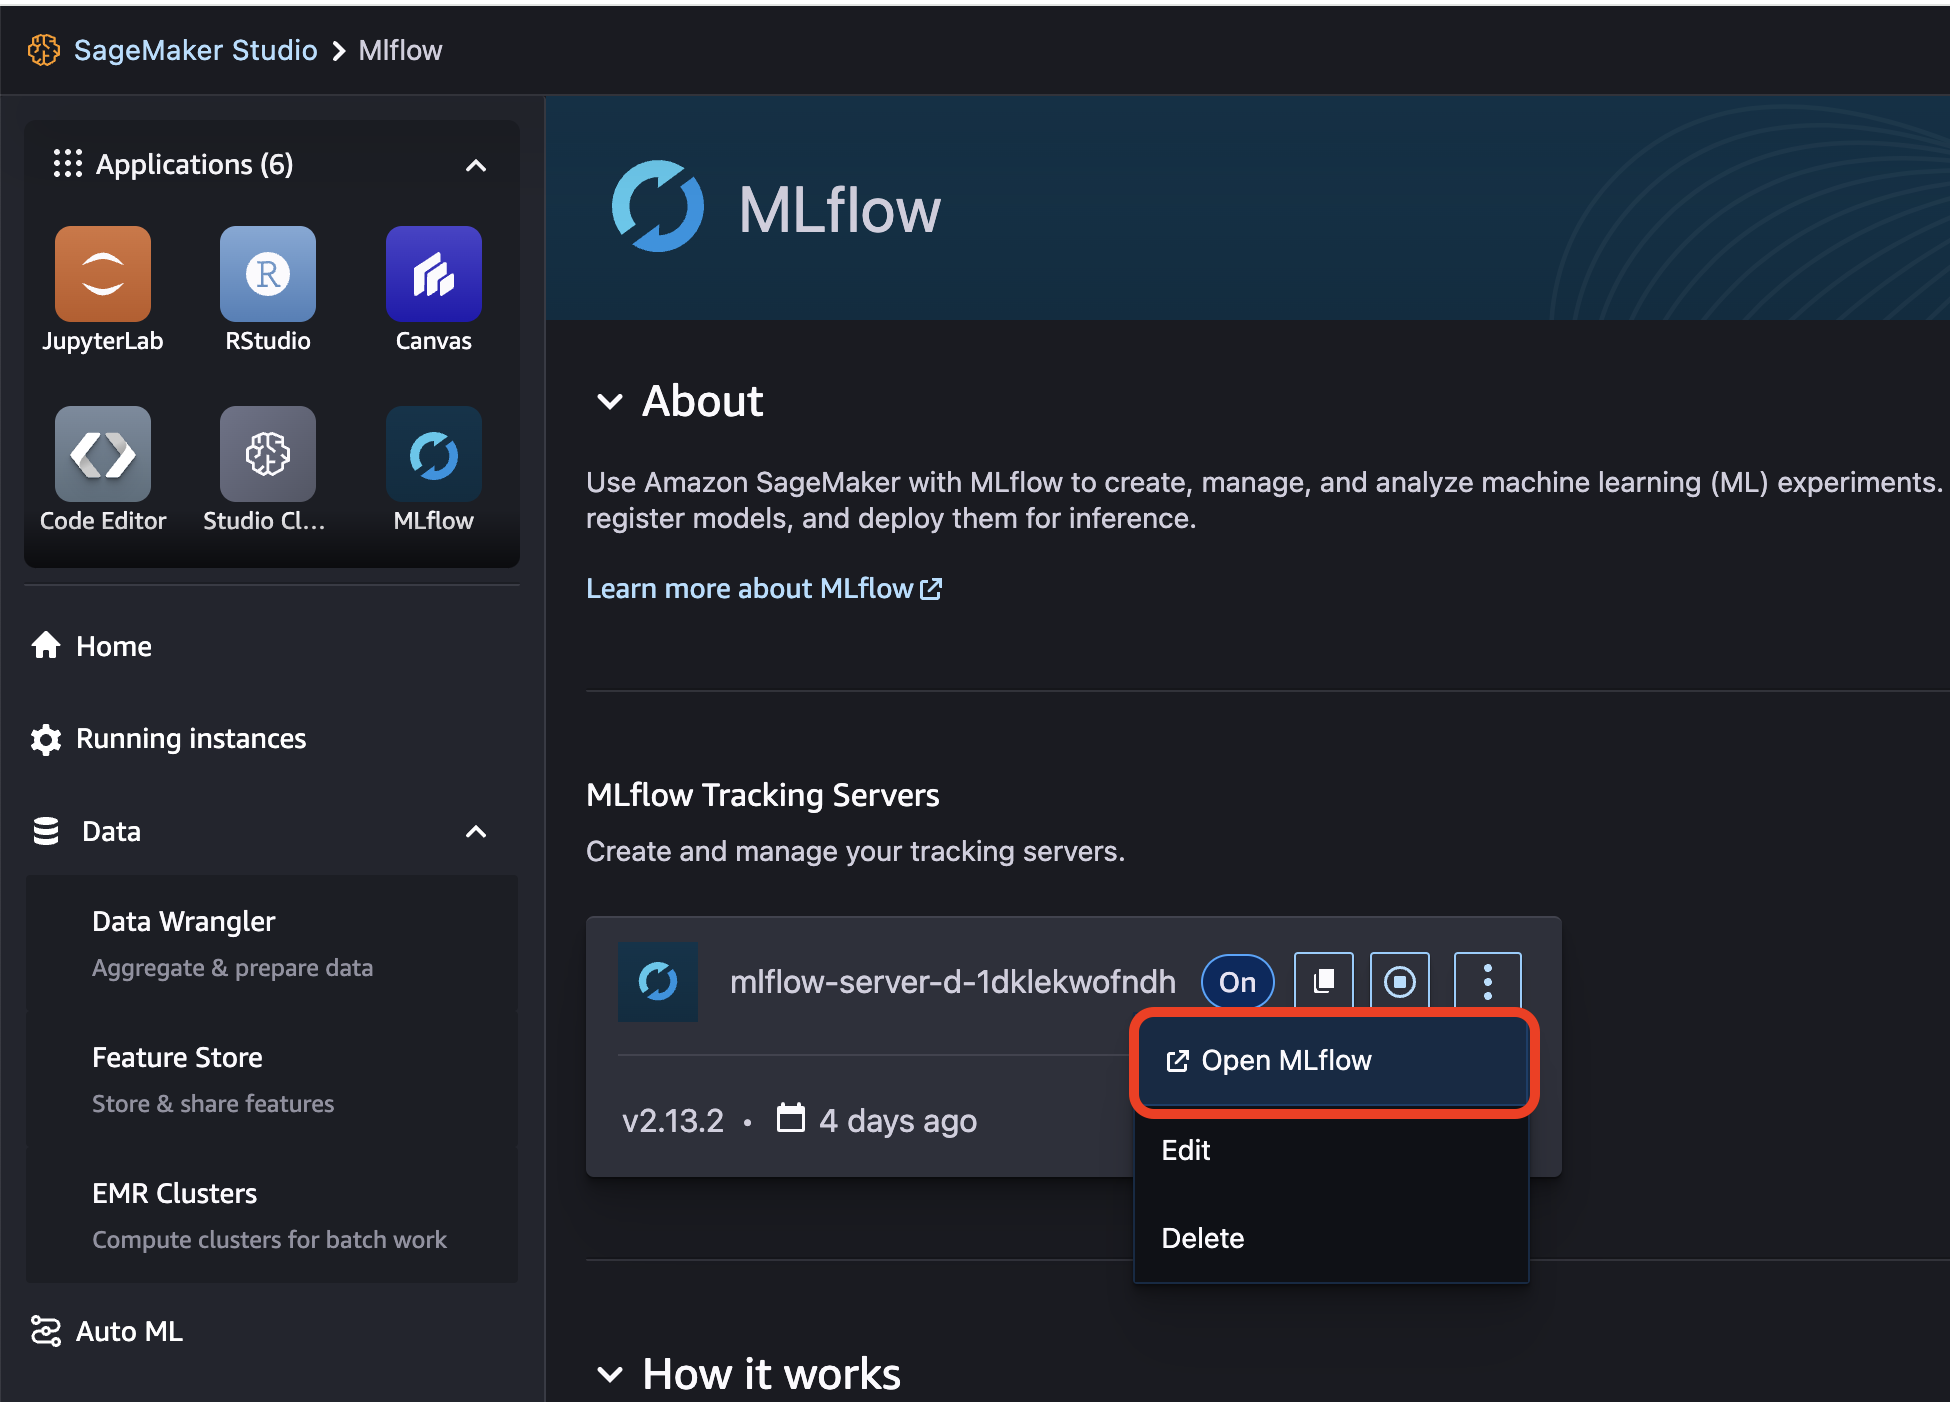 SageMaker Studio > Mlflow
Applications (6)
JupyterLab
RStudio
Canvas
Code Editor
Studio Cl...
MLflow
Home
Running instances
Data
Data Wrangler
Aggregate & prepare data
Feature Store
Store & share features
EMR Clusters
Compute clusters for batch work
Auto ML
MLflow
About
Use Amazon SageMaker with MLflow to create, manage, and analyze machine learning (ML) experiments.
register models, and deploy them for inference.
Learn more about MLflow
MLflow Tracking Servers
Create and manage your tracking servers.
mlflow-server-d-1dklekwofndh On
v2.13.2 • 4 days ago
Open MLflow
Edit
Delete
How it works